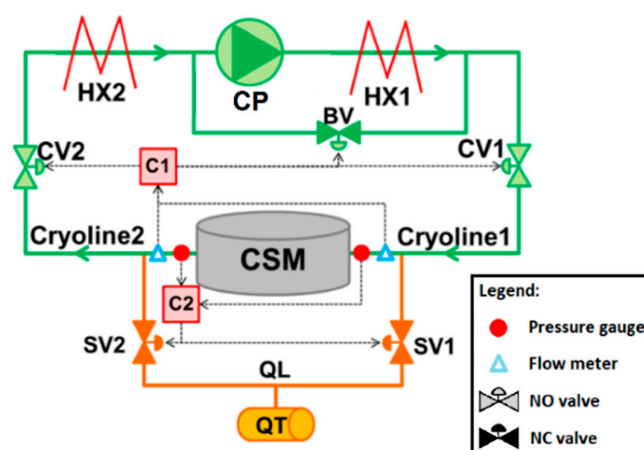 HX2
CP
HX1
BV
CV2
C1
CV1
Cryoline2
CSM
Cryoline1
C2
SV2
SV1
QL
QT
Legend:
Pressure gauge
Flow meter
NO valve
NC valve